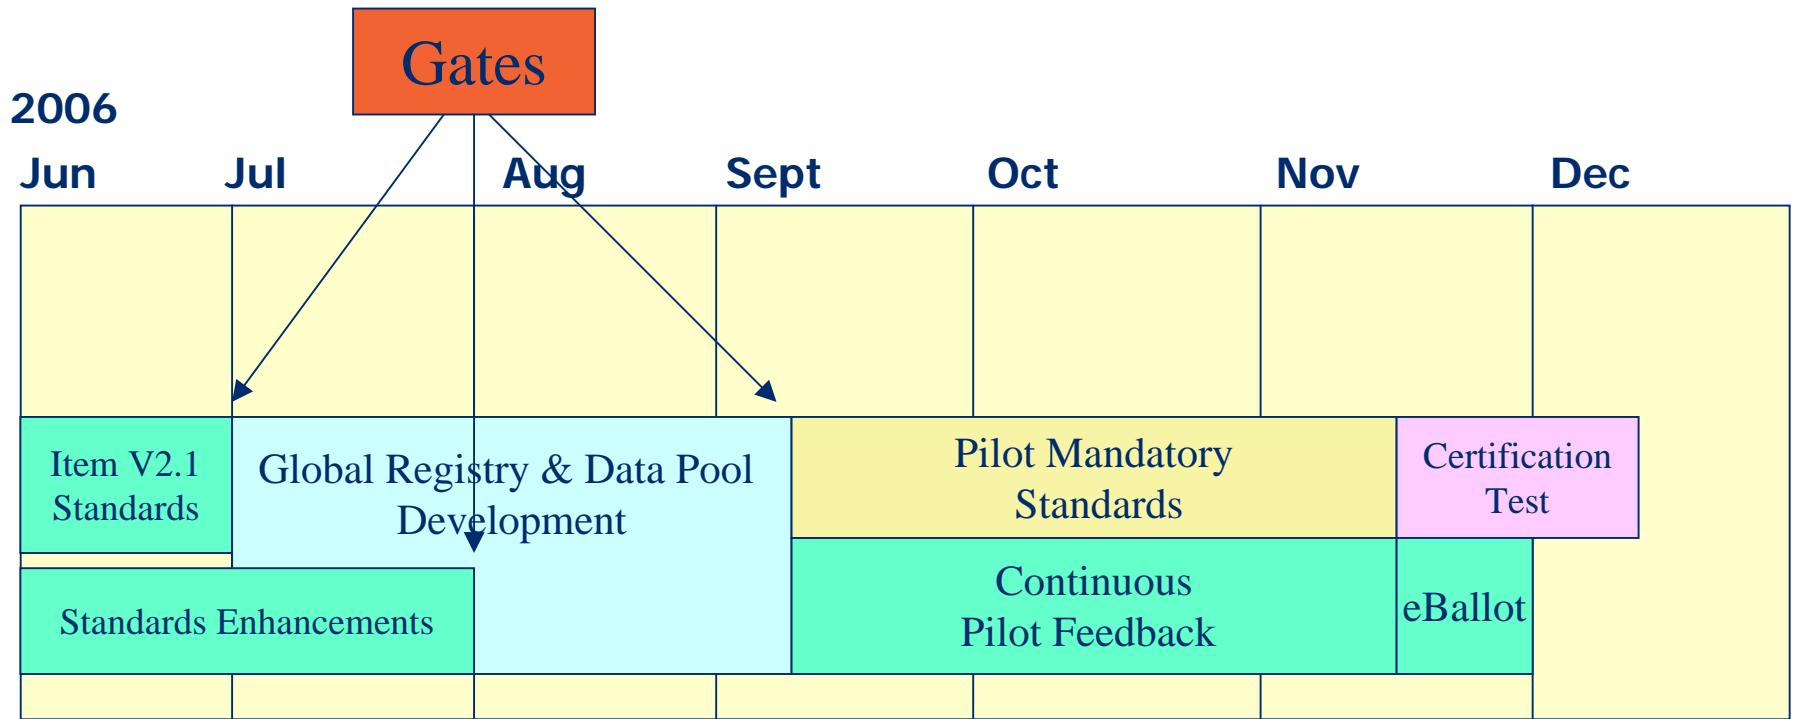 Gates
2006
Jun Jul Aug Sept Oct Nov Dec
Item V2.1
Standards
Global Registry & Data Pool
Development
Pilot Mandatory
Standards
Certification
Test
Standards Enhancements
Continuous
Pilot Feedback
eBallot